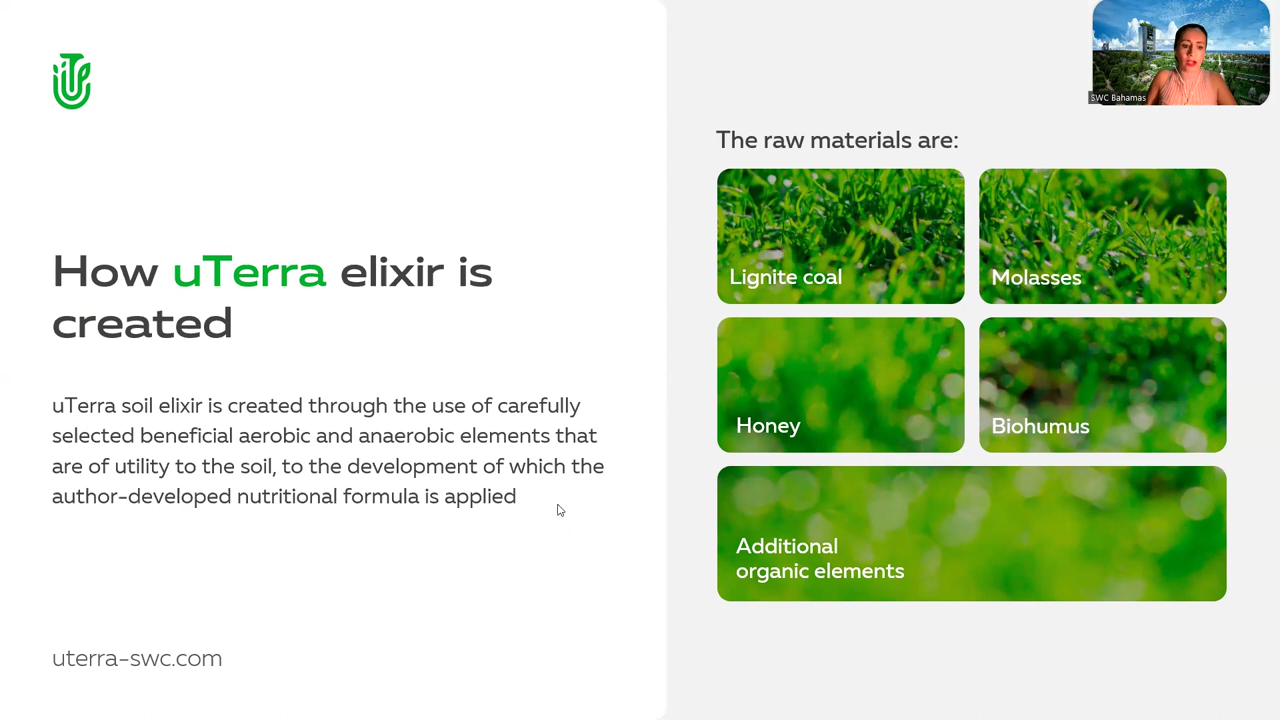 How uTerra elixir is
created
uTerra soil elixir is created through the use of carefully
selected beneficial aerobic and anaerobic elements that
are of utility to the soil, to the development of which the
author-developed nutritional formula is applied
uterra-swc.com
SWC Bahamas
The raw materials are:
Lignite coal
Molasses
Honey
Biohumus
Additional
organic elements